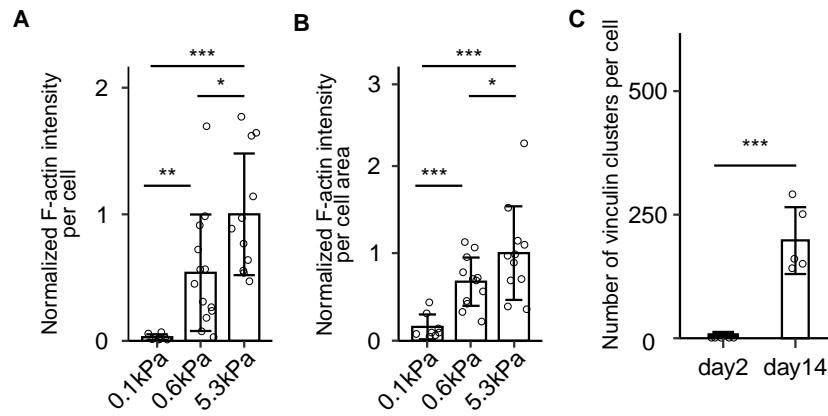 A
Normalized F-actin intensity
per cell
2
1
0
***
*
**
0.1kPa
0.6kPa
5.3kPa
B
Normalized F-actin intensity
per cell area
3
2
1
0
***
*
***
0.1kPa
0.6kPa
5.3kPa
C
Number of vinculin clusters per cell
500
250
0
***
day2
day14